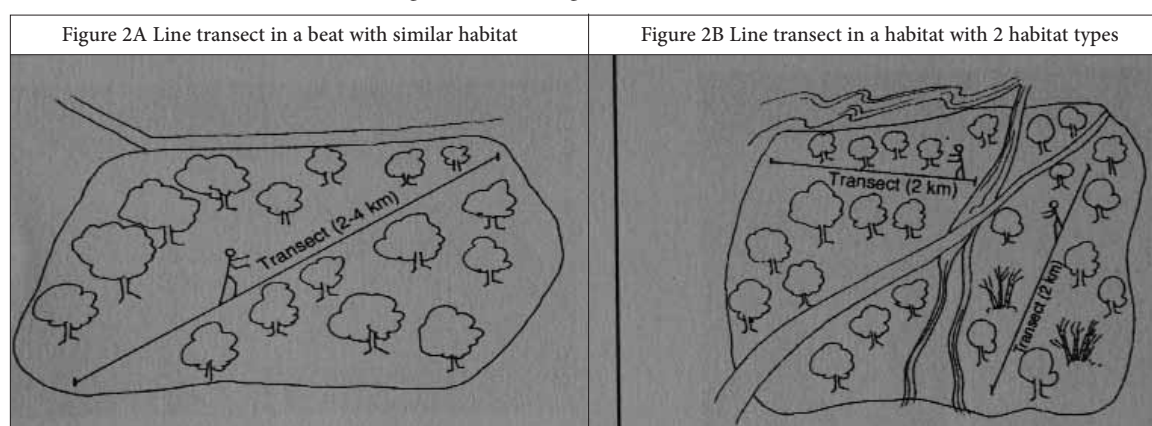 Figure 2A Line transect in a beat with similar habitat
Figure 2B Line transect in a habitat with 2 habitat types
Transect (2-4 km)
Transect (2 km)
Transect (2 km)